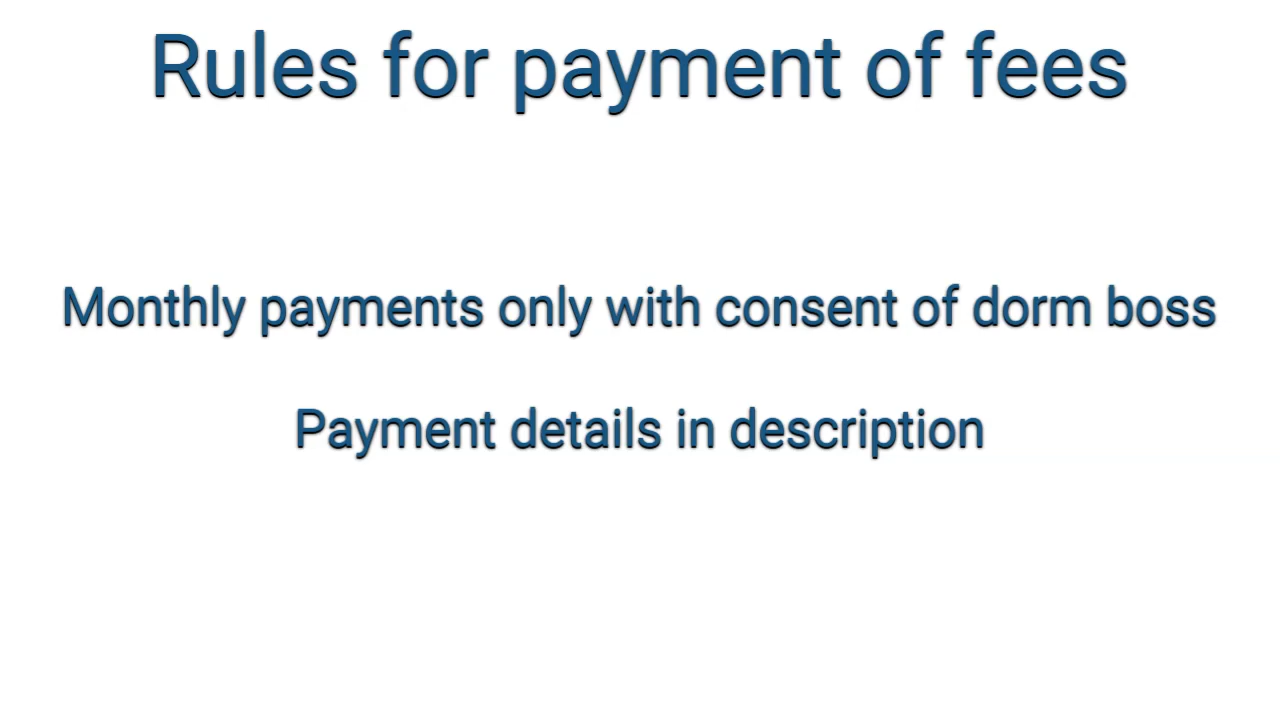 Rules for payment of fees
Monthly payments only with consent of dorm boss
Payment details in description